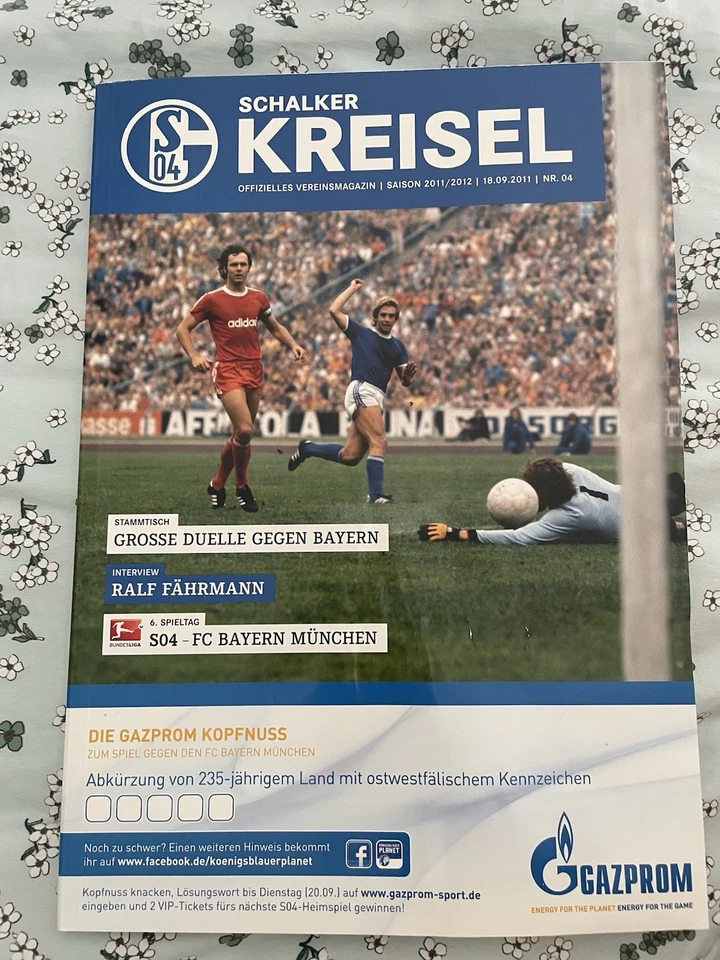 S
04
SCHALKER
KREISEL
OFFIZIELLES VEREINSMAGAZIN | SAISON 2011/2012 | 18.09.2011 | NR. 04
adidas
asse
1
STAMMTISCH
GROSSE DUELLE GEGEN BAYERN
INTERVIEW
RALF FÄHRMANN
BUNDESLIGA
6. SPIELTAG
S04 – FC BAYERN MÜNCHEN
DIE GAZPROM KOPFNUSS
ZUM SPIEL GEGEN DEN FC BAYERN MÜNCHEN
Abkürzung von 235-jährigem Land mit ostwestfälischem Kennzeichen
Noch zu schwer? Einen weiteren Hinweis bekommt
ihr auf www.facebook.de/koenigsblauerplanet
f
PLANET
Kopfnuss knacken, Lösungswort bis Dienstag (20.09.) auf www.gazprom-sport.de
eingeben und 2 VIP-Tickets fürs nächste S04-Heimspiel gewinnen!
GAZPROM
ENERGY FOR THE PLANET ENERGY FOR THE GAME